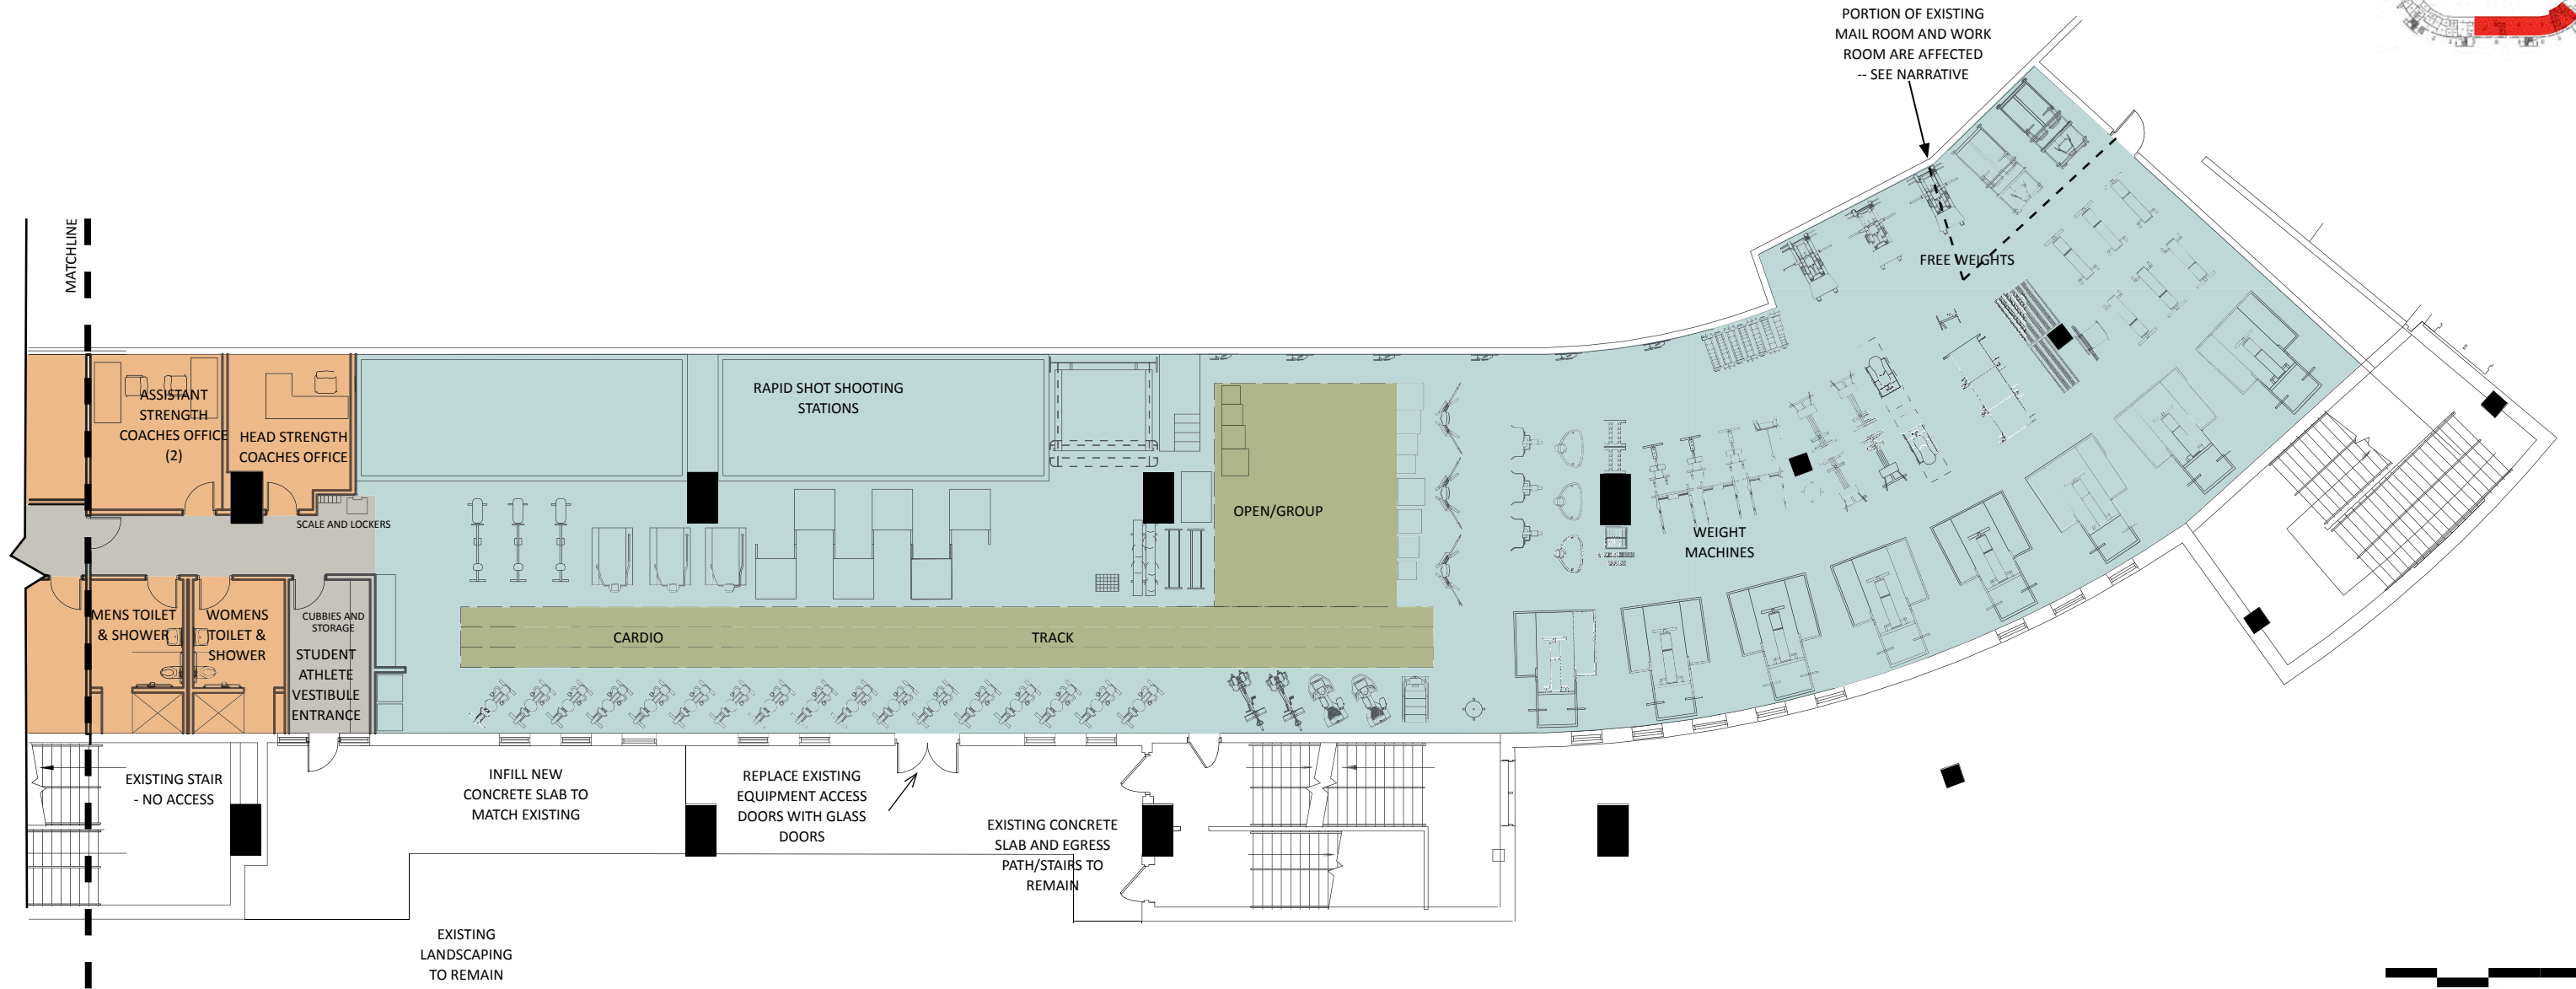 PORTION OF EXISTING
MAIL ROOM AND WORK
ROOM ARE AFFECTED
-- SEE NARRATIVE
MATCHLINE
FREE WEIGHTS
RAPID SHOT SHOOTING
STATIONS
ASSISTANT
STRENGTH
COACHES OFFICE
(2)
HEAD STRENGTH
COACHES OFFICE
SCALE AND LOCKERS
OPEN/GROUP
WEIGHT
MACHINES
MENS TOILET
& SHOWER
WOMENS
TOILET &
SHOWER
CUBBIES AND
STORAGE
STUDENT
ATHLETE
VESTIBULE
ENTRANCE
CARDIO
TRACK
EXISTING STAIR
- NO ACCESS
INFILL NEW
CONCRETE SLAB TO
MATCH EXISTING
REPLACE EXISTING
EQUIPMENT ACCESS
DOORS WITH GLASS
DOORS
EXISTING CONCRETE
SLAB AND EGRESS
PATH/STAIRS TO
REMAIN
EXISTING
LANDSCAPING
TO REMAIN